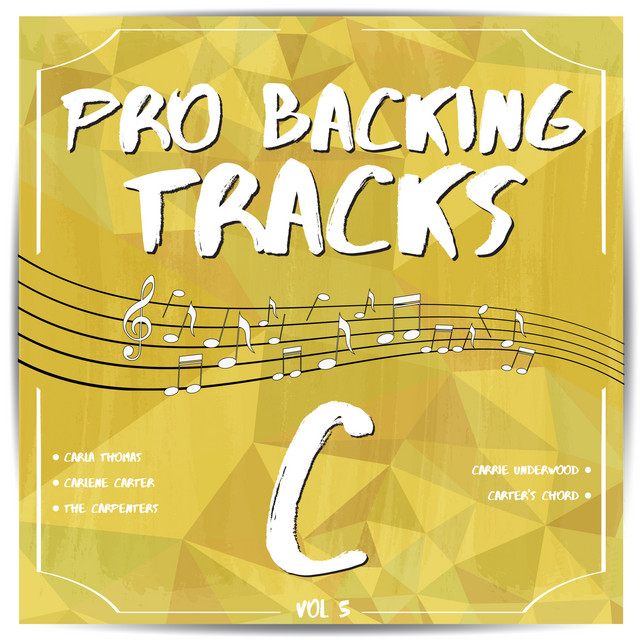 PRO BACKING
TRACKS
C
• CARLA THOMAS
• CARLENE CARTER
• THE CARPENTERS
CARRIE UNDERWOOD •
CARTER'S CHORD •
VOL 5